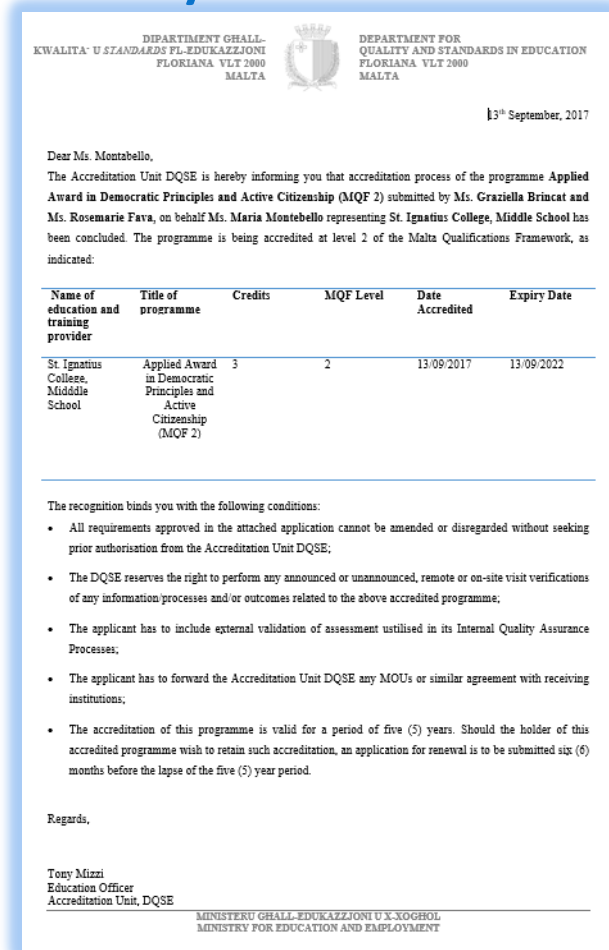 DIPARTIMENT GHALL-
KWALITA` U STANDARDS FL-EDUKAZZJONI
FLORIANA VLT 2000
MALTA
DEPARTMENT FOR
QUALITY AND STANDARDS IN EDUCATION
FLORIANA VLT 2000
MALTA
13th September, 2017
Dear Ms. Montabello,
The Accreditation Unit DQSE is hereby informing you that accreditation process of the programme Applied
Award in Democratic Principles and Active Citizenship (MQF 2) submitted by Ms. Graziella Brincat and
Ms. Rosemarie Fava, on behalf Ms. Maria Montebello representing St. Ignatius College, Middle School has
been concluded. The programme is being accredited at level 2 of the Malta Qualifications Framework, as
indicated:
Name of education and training provider
Title of programme
Credits
MQF Level
Date Accredited
Expiry Date
St. Ignatius College, Midddle School
Applied Award in Democratic Principles and Active Citizenship (MQF 2)
3
2
13/09/2017
13/09/2022
The recognition binds you with the following conditions:
• All requirements approved in the attached application cannot be amended or disregarded without seeking
prior authorisation from the Accreditation Unit DQSE;
• The DQSE reserves the right to perform any announced or unannounced, remote or on-site visit verifications
of any information/processes and/or outcomes related to the above accredited programme;
• The applicant has to include external validation of assessment ustilised in its Internal Quality Assurance
Processes;
• The applicant has to forward the Accreditation Unit DQSE any MOUs or similar agreement with receiving
institutions;
• The accreditation of this programme is valid for a period of five (5) years. Should the holder of this
accredited programme wish to retain such accreditation, an application for renewal is to be submitted six (6)
months before the lapse of the five (5) year period.
Regards,
Tony Mizzi
Education Officer
Accreditation Unit, DQSE
MINISTERU GHALL-EDUKAZZJONI U X-XOGHOL
MINISTRY FOR EDUCATION AND EMPLOYMENT